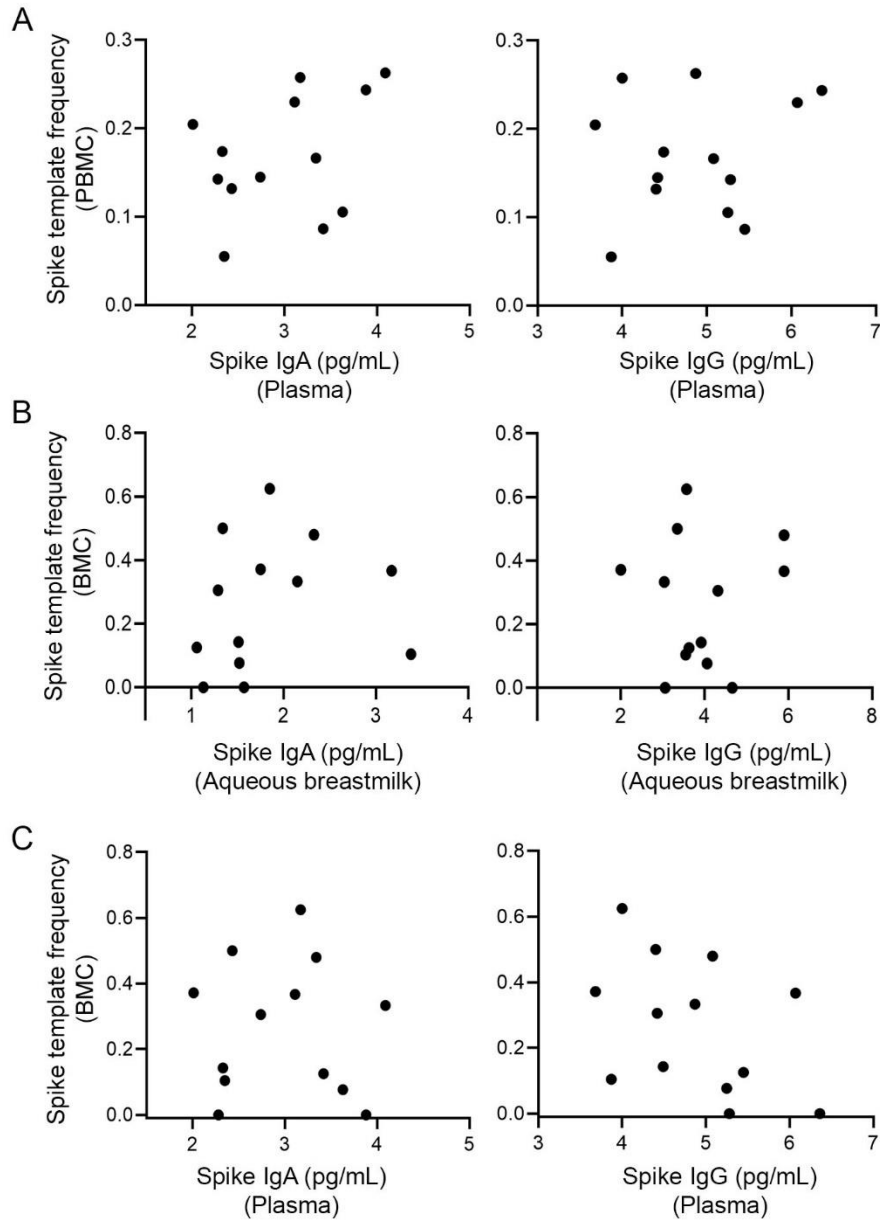 A
Spike template frequency
(PBMC)
0.3
0.2
0.1
0.0
2 3 4 5
Spike IgA (pg/mL)
(Plasma)
0.3
0.2
0.1
0.0
3 4 5 6 7
Spike IgG (pg/mL)
(Plasma)
B
Spike template frequency
(BMC)
0.8
0.6
0.4
0.2
0.0
1 2 3 4
Spike IgA (pg/mL)
(Aqueous breastmilk)
0.8
0.6
0.4
0.2
0.0
2 4 6 8
Spike IgG (pg/mL)
(Aqueous breastmilk)
C
Spike template frequency
(BMC)
0.8
0.6
0.4
0.2
0.0
2 3 4 5
Spike IgA (pg/mL)
(Plasma)
0.8
0.6
0.4
0.2
0.0
3 4 5 6 7
Spike IgG (pg/mL)
(Plasma)